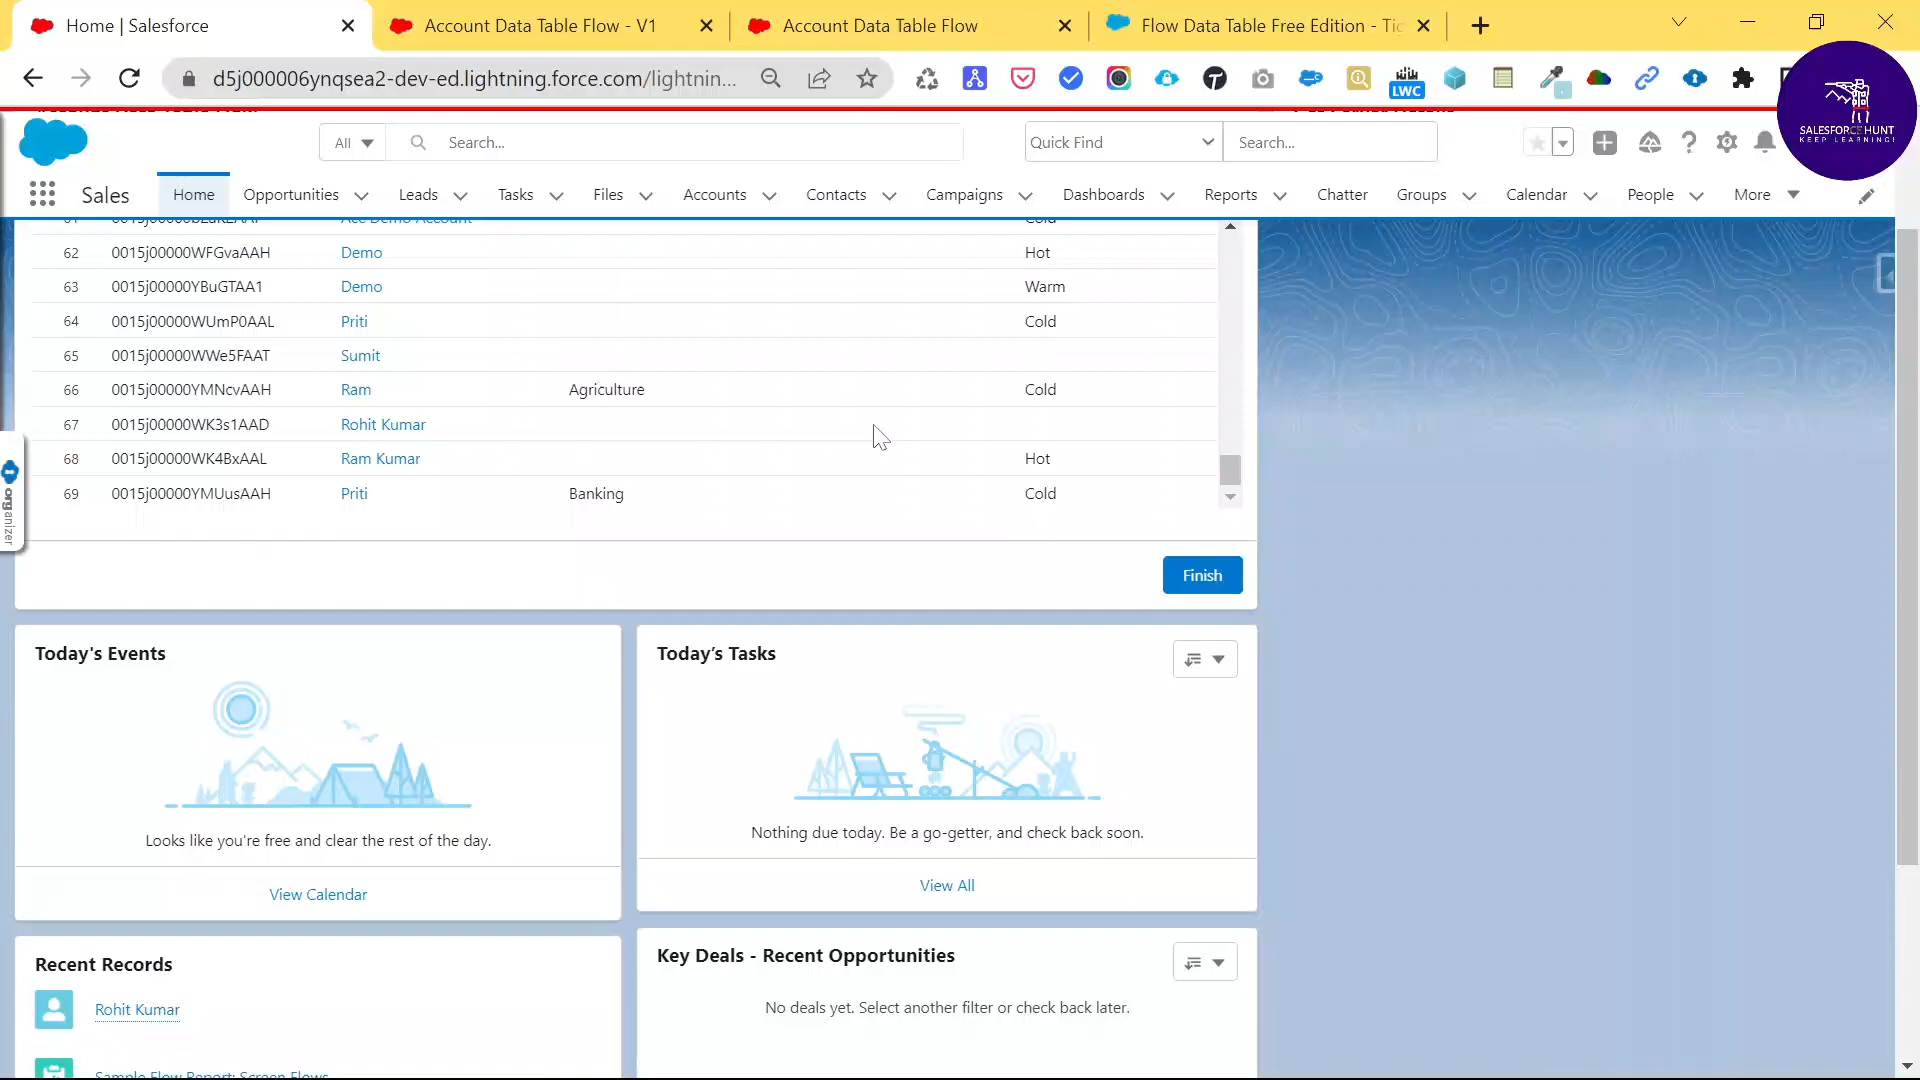 Home | Salesforce
Account Data Table Flow - V1
Account Data Table Flow
Flow Data Table Free Edition - Tic
d5j000006ynqsea2-dev-ed.lightning.force.com/lightnin...
LWC
SALESFORCE HUNT
KEEP LEARNING!
All
Search...
Quick Find
Search...
Sales
Home
Opportunities
Leads
Tasks
Files
Accounts
Contacts
Campaigns
Dashboards
Reports
Chatter
Groups
Calendar
People
More
62 0015j00000WFGvaAAH Demo Hot
63 0015j00000YBuGTAA1 Demo Warm
64 0015j00000WUmP0AAL Priti Cold
65 0015j00000WWe5FAAT Sumit
66 0015j00000YMNcvAAH Ram Agriculture Cold
67 0015j00000WK3s1AAD Rohit Kumar
68 0015j00000WK4BxAAL Ram Kumar Hot
69 0015j00000YMUusAAH Priti Banking Cold
organizer
Finish
Today's Events
Looks like you're free and clear the rest of the day.
View Calendar
Today's Tasks
Nothing due today. Be a go-getter, and check back soon.
View All
Recent Records
Rohit Kumar
Sample Flow Report: Screen Flows
Key Deals - Recent Opportunities
No deals yet. Select another filter or check back later.